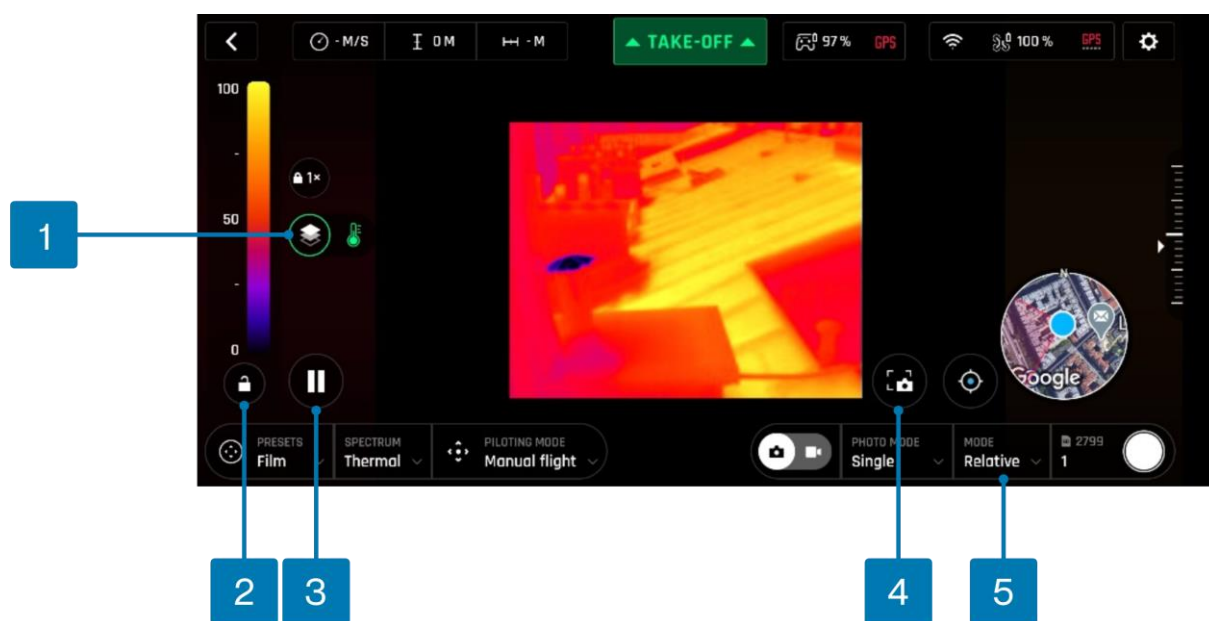 - M/S
0 M
- M
TAKE-OFF
97 %
GPS
100 %
GPS
100
-
1×
50
1
-
0
N
L
Google
PRESETS
Film
SPECTRUM
Thermal
PILOTING MODE
Manual flight
PHOTO MODE
Single
MODE
Relative
2799
1
2
3
4
5